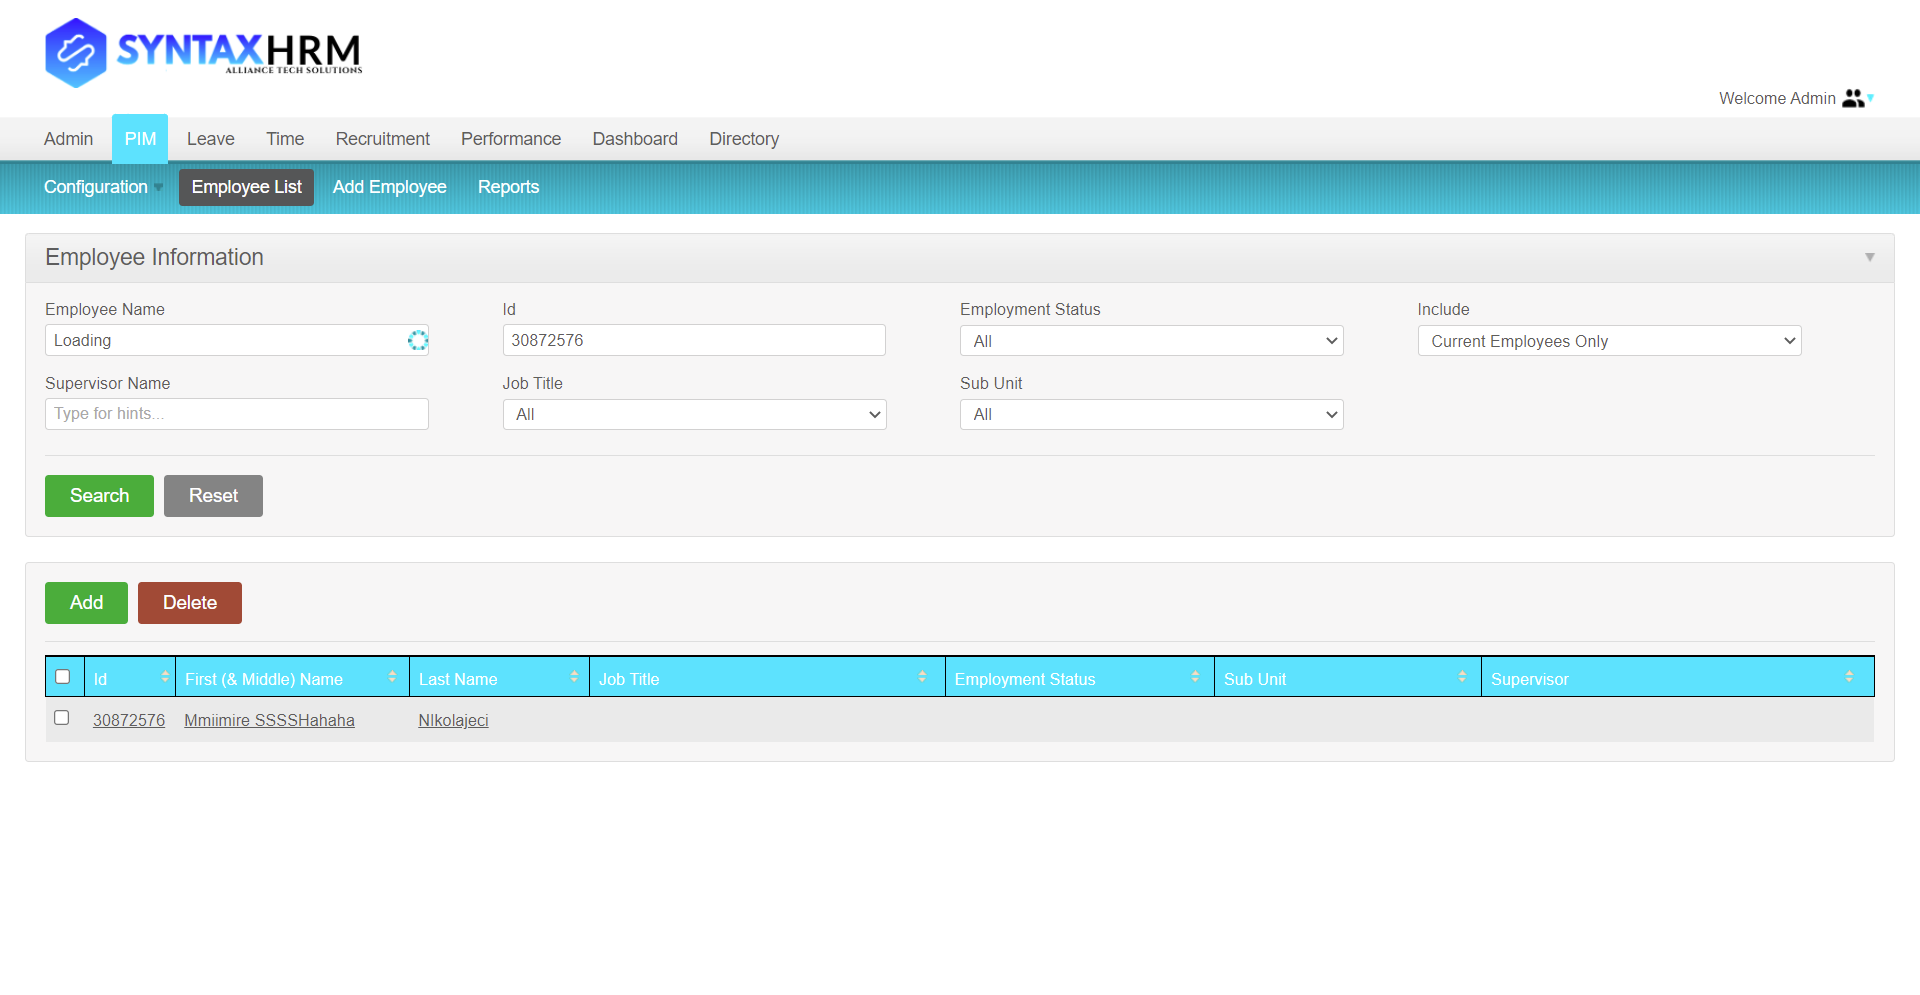 SYNTAXHRM
ALLIANCE TECH SOLUTIONS
Welcome Admin
Admin PIM Leave Time Recruitment Performance Dashboard Directory
Configuration Employee List Add Employee Reports
Employee Information
Employee Name Id Employment Status Include
Loading 30872576 All Current Employees Only
Supervisor Name Job Title Sub Unit
Type for hints... All All
Search Reset
Add Delete
Id First (& Middle) Name Last Name Job Title Employment Status Sub Unit Supervisor
30872576 Mmiimire SSSSHahaha NIkolajeci